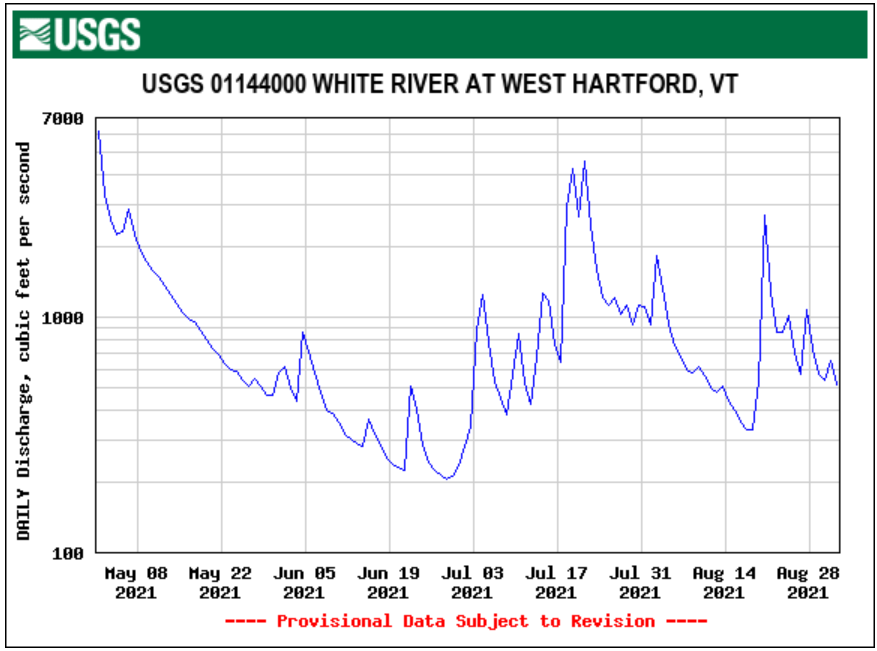 USGS
USGS 01144000 WHITE RIVER AT WEST HARTFORD, VT
DAILY Discharge, cubic feet per second
7000
1000
100
May 08 May 22 Jun 05 Jun 19 Jul 03 Jul 17 Jul 31 Aug 14 Aug 28
2021 2021 2021 2021 2021 2021 2021 2021 2021
---- Provisional Data Subject to Revision ----